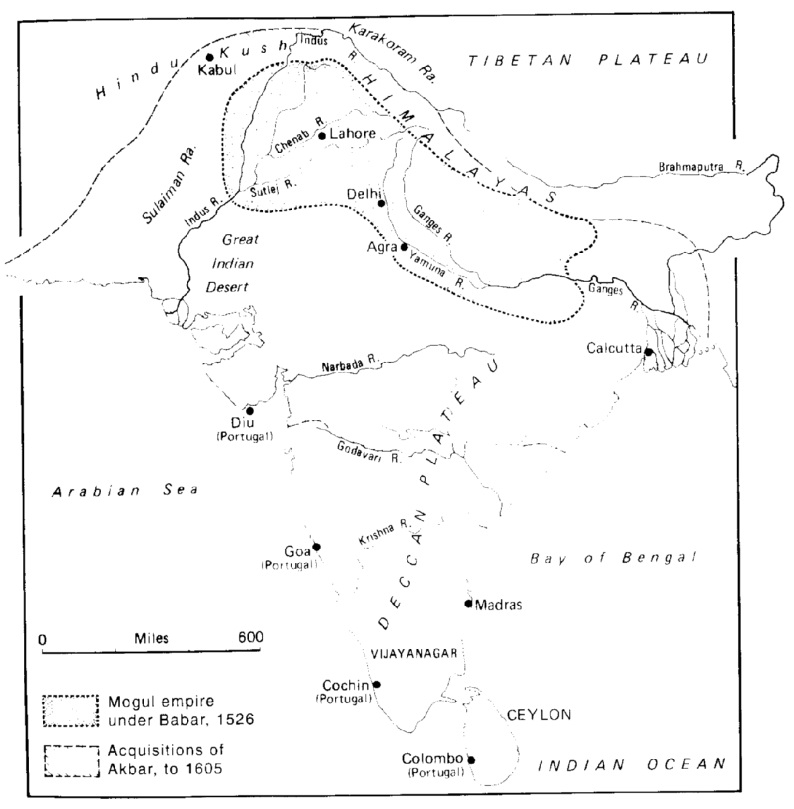 Hindu Kush
Kabul
Indus R.
Karakoram Ra.
TIBETAN PLATEAU
HIMALAYAS
Chenab R.
Lahore
Sulaiman Ra.
Sutlej R.
Indus R.
Delhi
Ganges R.
Brahmaputra R.
Great
Indian
Desert
Agra
Yamuna R.
Ganges R.
Calcutta
Narbada R.
Diu
(Portugal)
Godavari R.
DECCAN PLATEAU
Arabian Sea
Krishna R.
Goa
(Portugal)
Bay of Bengal
Madras
0 Miles 600
VIJAYANAGAR
Cochin
(Portugal)
Mogul empire
under Babar, 1526
CEYLON
Acquisitions of
Akbar, to 1605
Colombo
(Portugal)
INDIAN OCEAN